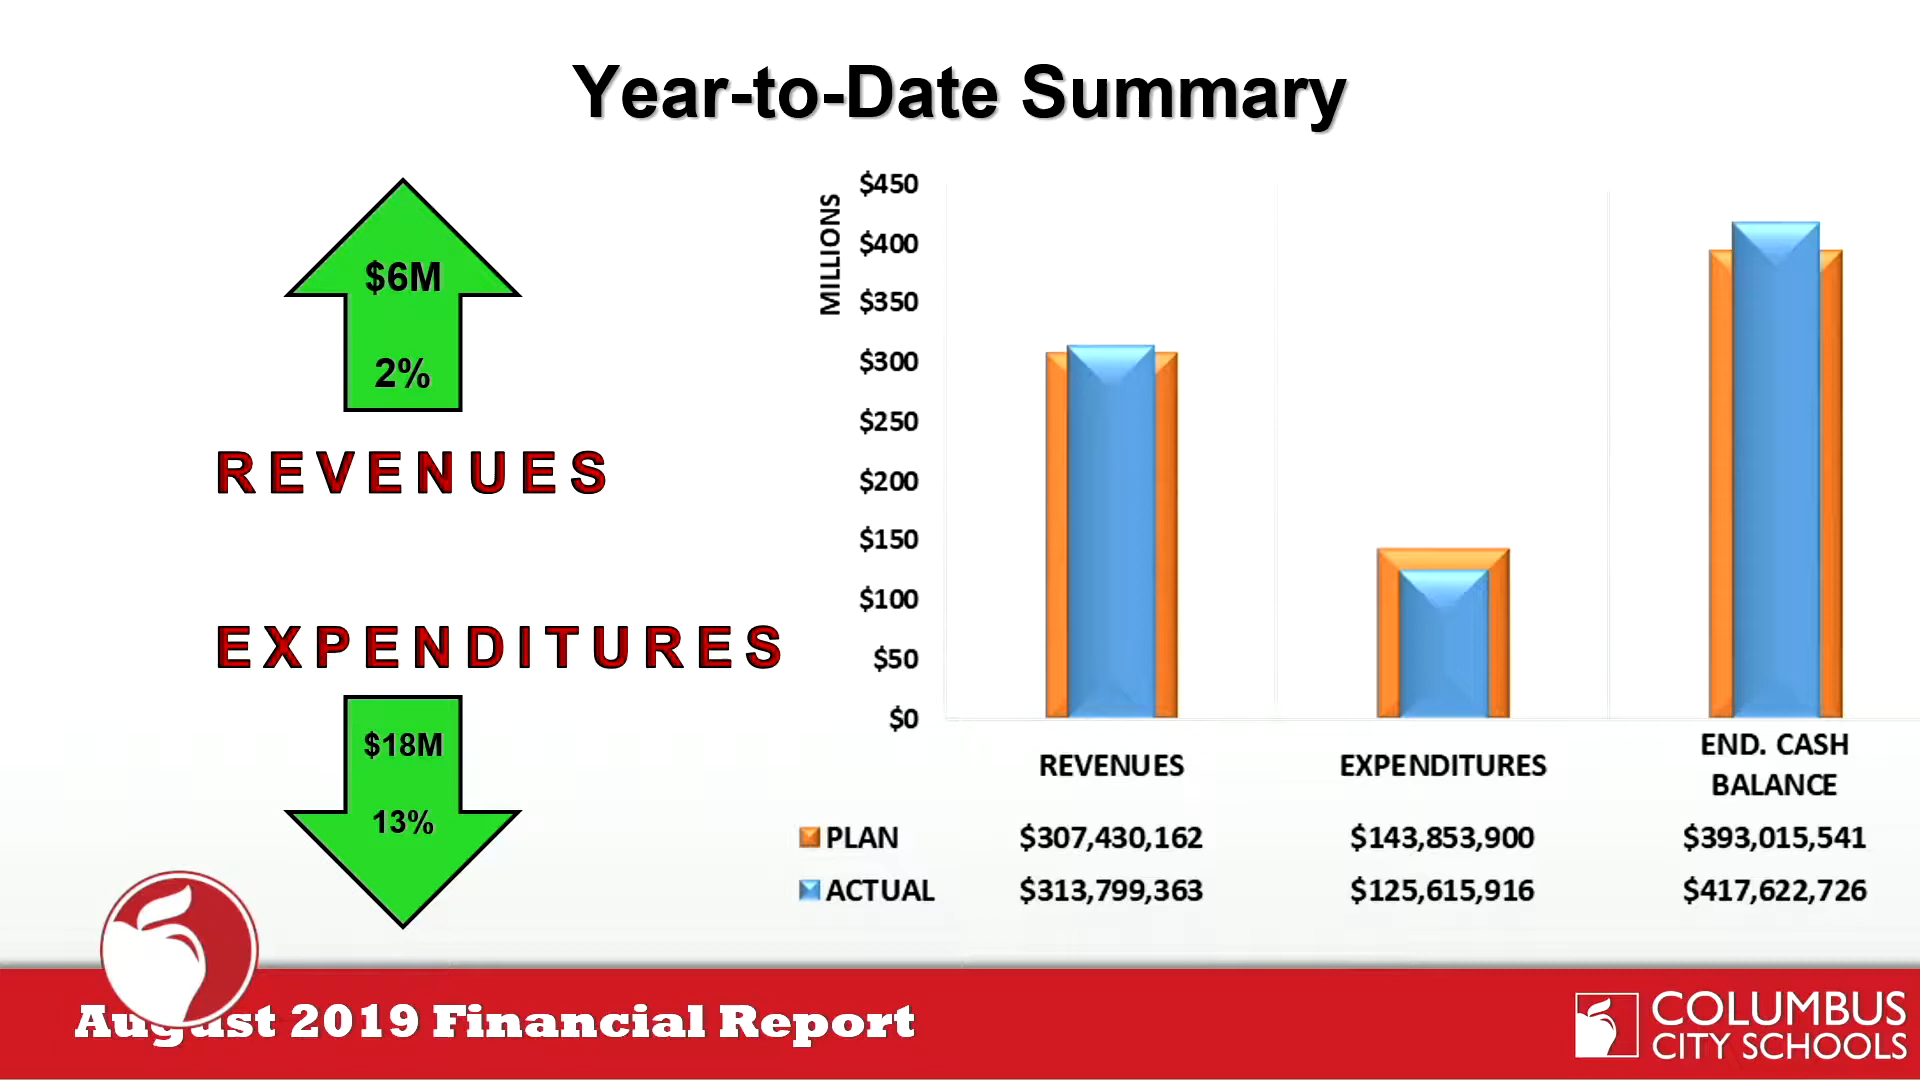 Year-to-Date Summary
$6M
2%
REVENUES
EXPENDITURES
$18M
13%
MILLIONS
$450
$400
$350
$300
$250
$200
$150
$100
$50
$0
REVENUES EXPENDITURES END. CASH BALANCE
PLAN $307,430,162 $143,853,900 $393,015,541
ACTUAL $313,799,363 $125,615,916 $417,622,726
August 2019 Financial Report
COLUMBUS
CITY SCHOOLS